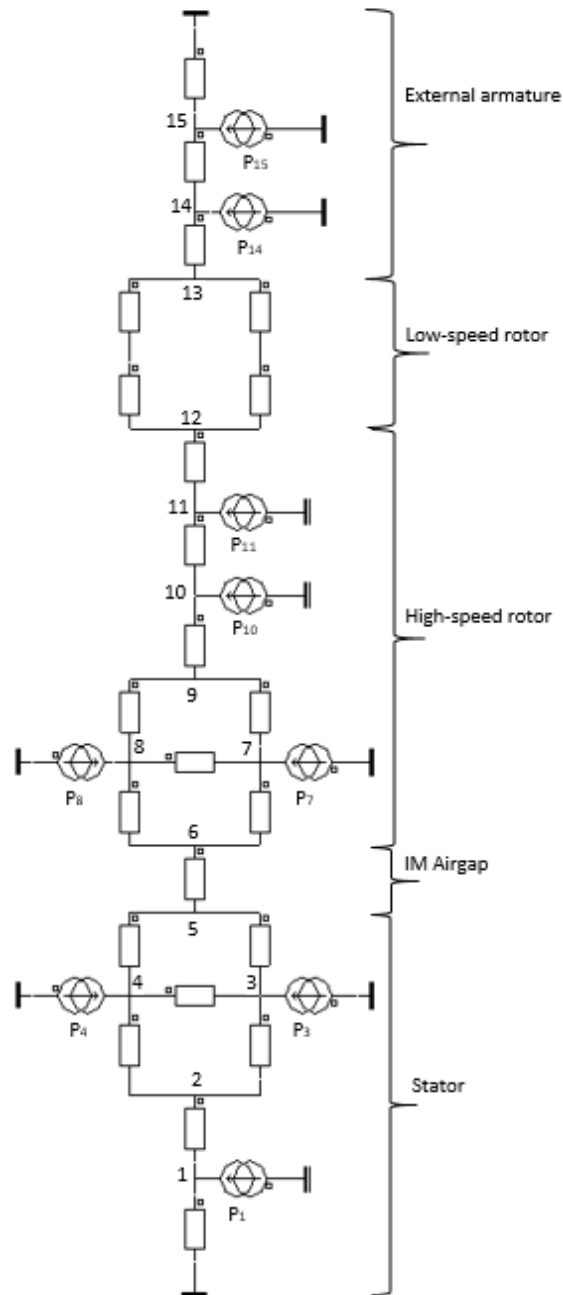 External armature
15
P₁₅
14
P₁₄
13
Low-speed rotor
12
11
P₁₁
10
P₁₀
High-speed rotor
9
8
7
P₈
P₇
6
IM Airgap
5
4
3
P₄
P₃
2
Stator
1
P₁